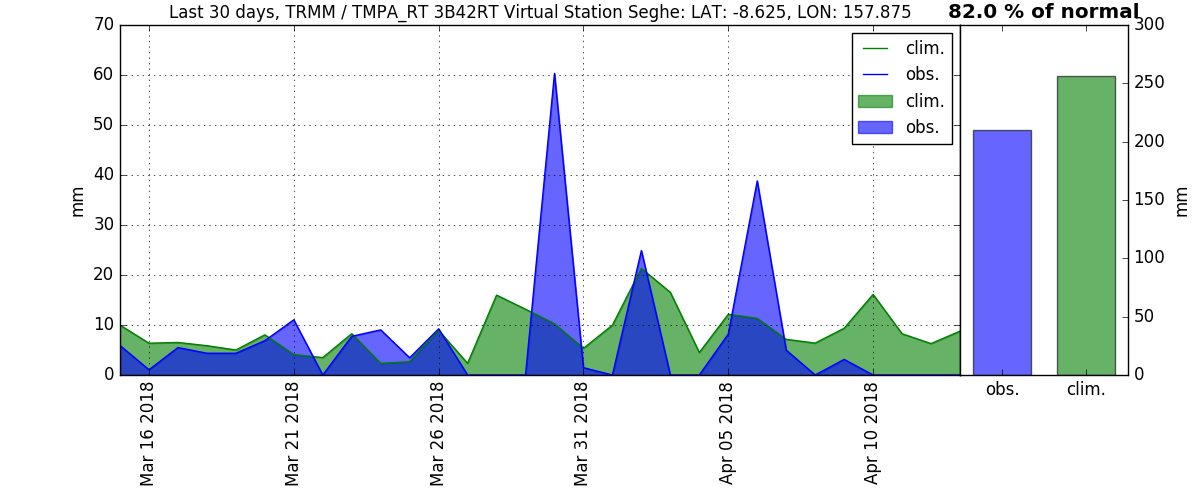 Last 30 days, TRMM / TMPA_RT 3B42RT Virtual Station Seghe: LAT: -8.625, LON: 157.875
82.0 % of normal
70
60
50
40
30
20
10
0
mm
clim.
obs.
clim.
obs.
Mar 16 2018
Mar 21 2018
Mar 26 2018
Mar 31 2018
Apr 05 2018
Apr 10 2018
300
250
200
150
100
50
0
mm
obs.
clim.